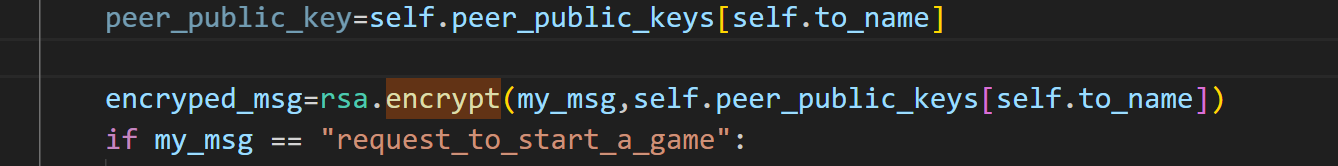 peer_public_key=self.peer_public_keys[self.to_name]
encryped_msg=rsa.encrypt(my_msg,self.peer_public_keys[self.to_name])
if my_msg == "request_to_start_a_game":